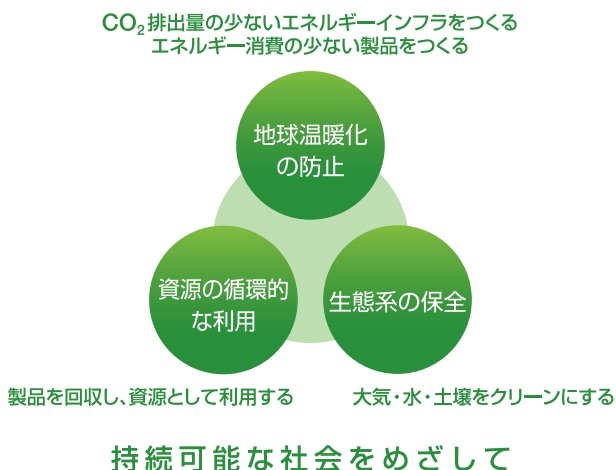 CO₂排出量の少ないエネルギーインフラをつくる
エネルギー消費の少ない製品をつくる
地球温暖化
の防止
資源の循環的
な利用
生態系の保全
製品を回収し、資源として利用する
大気・水・土壌をクリーンにする
持続可能な社会をめざして